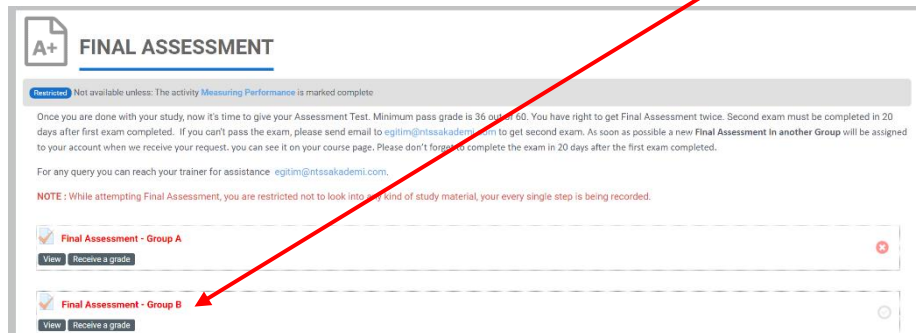 A+ FINAL ASSESSMENT
Restricted Not available unless: The activity Measuring Performance is marked complete
Once you are done with your study, now it's time to give your Assessment Test. Minimum pass grade is 36 out of 60. You have right to get Final Assessment twice. Second exam must be completed in 20
days after first exam completed. If you can't pass the exam, please send email to egitim@ntssakademi.com to get second exam. As soon as possible a new Final Assessment In another Group will be assigned
to your account when we receive your request. you can see it on your course page. Please don't forget to complete the exam in 20 days after the first exam completed.
For any query you can reach your trainer for assistance egitim@ntssakademi.com.
NOTE : While attempting Final Assessment, you are restricted not to look into any kind of study material, your every single step is being recorded.
Final Assessment - Group A
View Receive a grade
Final Assessment - Group B
View Receive a grade